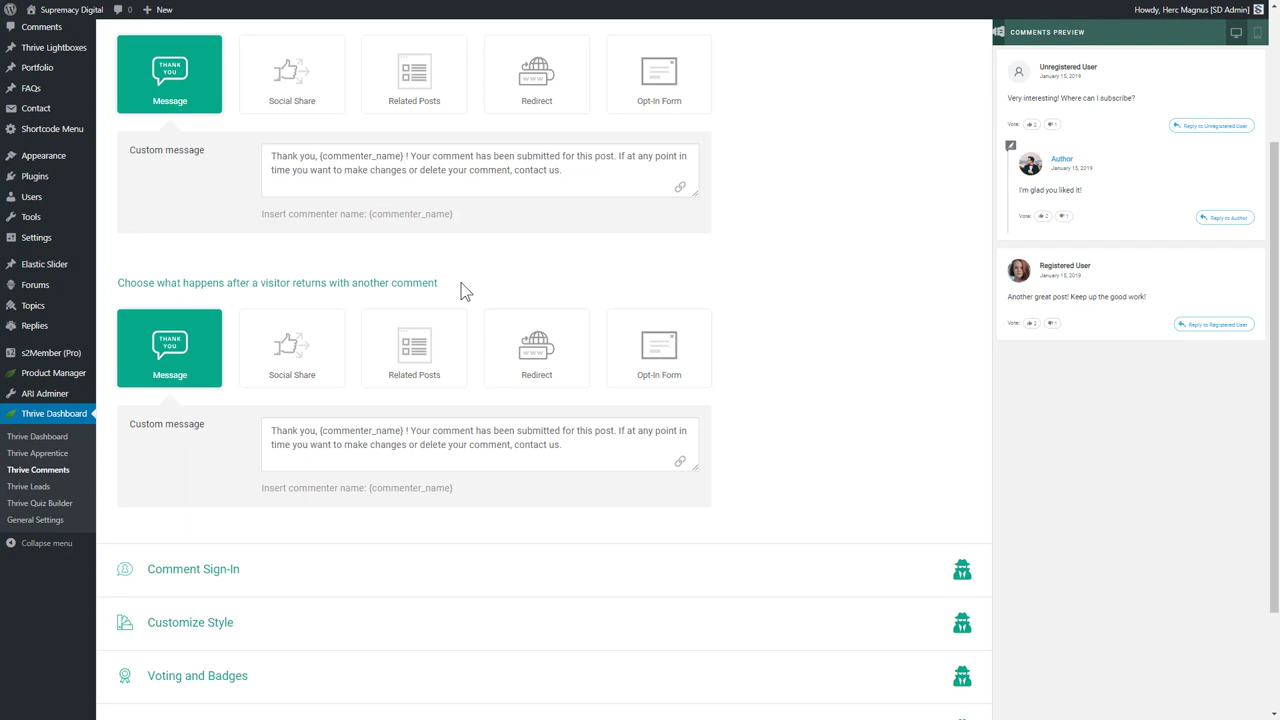 Supremacy Digital
0
New
Howdy, Herc Magnus [SD Admin]
Comments
Thrive Lightboxes
Portfolio
FAQs
Contact
Shortcode Menu
Appearance
Plugins
Users
Tools
Settings
Elastic Slider
Forums
Topics
Replies
s2Member (Pro)
Product Manager
ARI Adminer
Thrive Dashboard
Thrive Dashboard
Thrive Apprentice
Thrive Comments
Thrive Leads
Thrive Quiz Builder
General Settings
Collapse menu
THANK
YOU
Message
Social Share
Related Posts
WWW
Redirect
Opt-In Form
Custom message
Thank you, {commenter_name} ! Your comment has been submitted for this post. If at any point in
time you want to make changes or delete your comment, contact us.
Insert commenter name: {commenter_name}
Choose what happens after a visitor returns with another comment
THANK
YOU
Message
Social Share
Related Posts
WWW
Redirect
Opt-In Form
Custom message
Thank you, {commenter_name} ! Your comment has been submitted for this post. If at any point in
time you want to make changes or delete your comment, contact us.
Insert commenter name: {commenter_name}
Comment Sign-In
Customize Style
Voting and Badges
COMMENTS PREVIEW
Unregistered User
January 15, 2019
Very interesting! Where can I subscribe?
Vote: 2 1
Reply to Unregistered User
Author
January 15, 2019
I'm glad you liked it!
Vote: 2 1
Reply to Author
Registered User
January 15, 2019
Another great post! Keep up the good work!
Vote: 2 1
Reply to Registered User